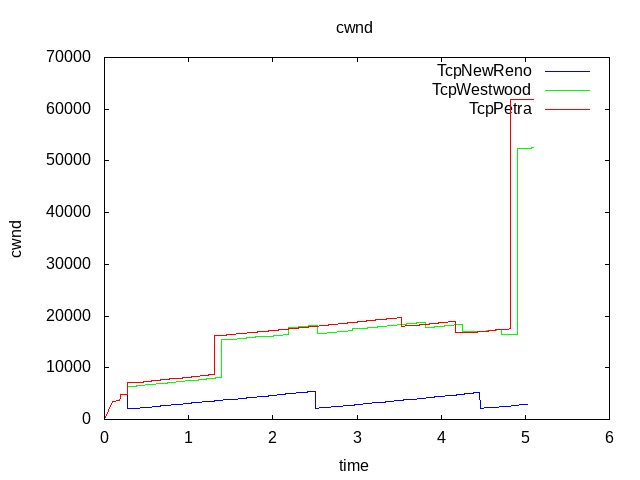 cwnd
70000
60000
50000
40000
30000
20000
10000
0
cwnd
TcpNewReno
TcpWestwood
TcpPetra
0 1 2 3 4 5 6
time